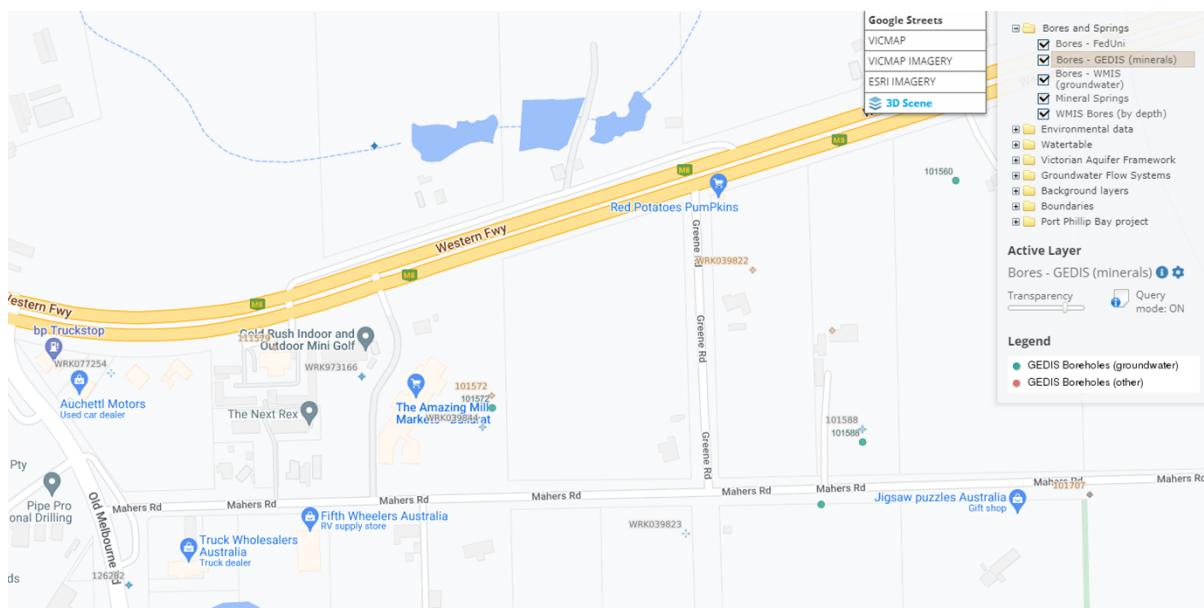 Google Streets
VICMAP
VICMAP IMAGERY
ESRI IMAGERY
3D Scene
Bores and Springs
Bores - FedUni
Bores - GEDIS (minerals)
Bores - WMIS
(groundwater)
Mineral Springs
WMIS Bores (by depth)
Environmental data
Watertable
Victorian Aquifer Framework
Groundwater Flow Systems
Background layers
Boundaries
Port Phillip Bay project
Active Layer
Bores - GEDIS (minerals)
Transparency
Query
mode: ON
Legend
GEDIS Boreholes (groundwater)
GEDIS Boreholes (other)
M8
101560
M8
Red Potatoes PumPkins
Western Fwy
Greene Rd
WRK039822
M8
Western Fwy
M8
bp Truckstop
Gold Rush Indoor and
Outdoor Mini Golf
WRK077254
WRK973166
Auchettl Motors
Used car dealer
101572
101572
The Amazing Mill
The Next Rex
WRK039844
101588
101588
Greene Rd
Pty
Pipe Pro
onal Drilling
Mahers Rd
Mahers Rd
Mahers Rd
Mahers Rd
Mahers Rd
Mahers Rd
Mahers Rd
101707
Jigsaw puzzles Australia
Gift shop
Old Melbourne Rd
Fifth Wheelers Australia
RV supply store
WRK039823
Truck Wholesalers
Australia
Truck dealer
126282
ds